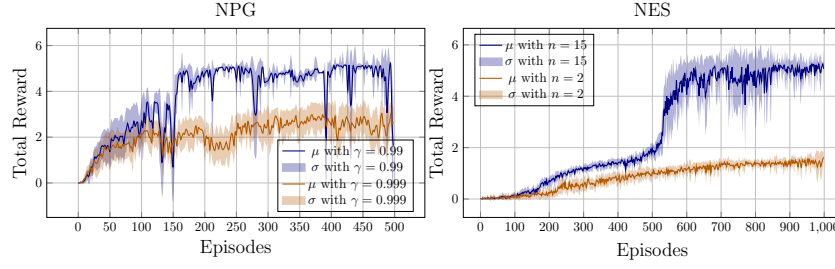 NPG
Total Reward
6
4
2
0
0 50 100 150 200 250 300 350 400 450 500
Episodes
μ with γ = 0.99
σ with γ = 0.99
μ with γ = 0.999
σ with γ = 0.999
NES
Total Reward
6
4
2
0
0 100 200 300 400 500 600 700 800 900 1,000
Episodes
μ with n = 15
σ with n = 15
μ with n = 2
σ with n = 2